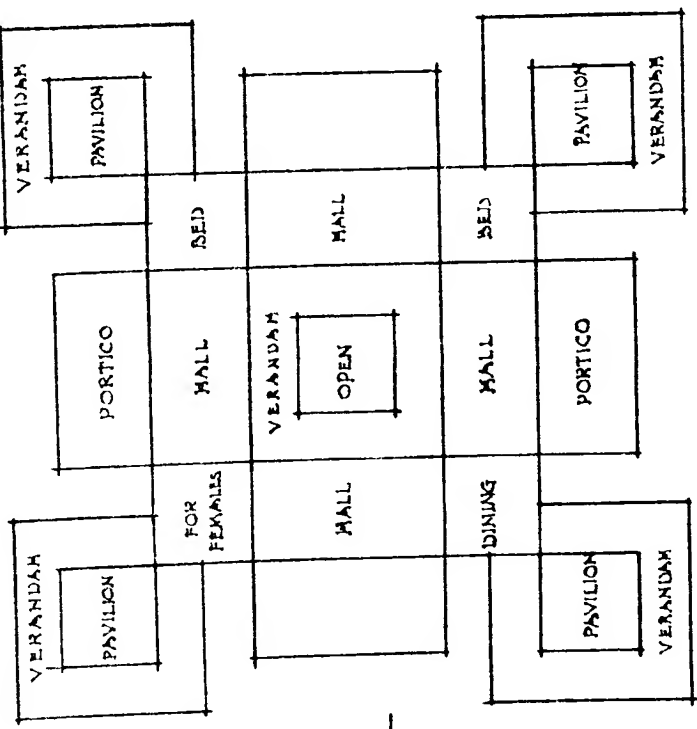 VERANDAH
VERANDAH
PAVILION
PORTICO
PAVILION
FOR
FEMALES
HALL
BED
VERANDAH
HALL
OPEN
HALL
DINING
HALL
BED
PAVILION
PORTICO
PAVILION
VERANDAH
VERANDAH